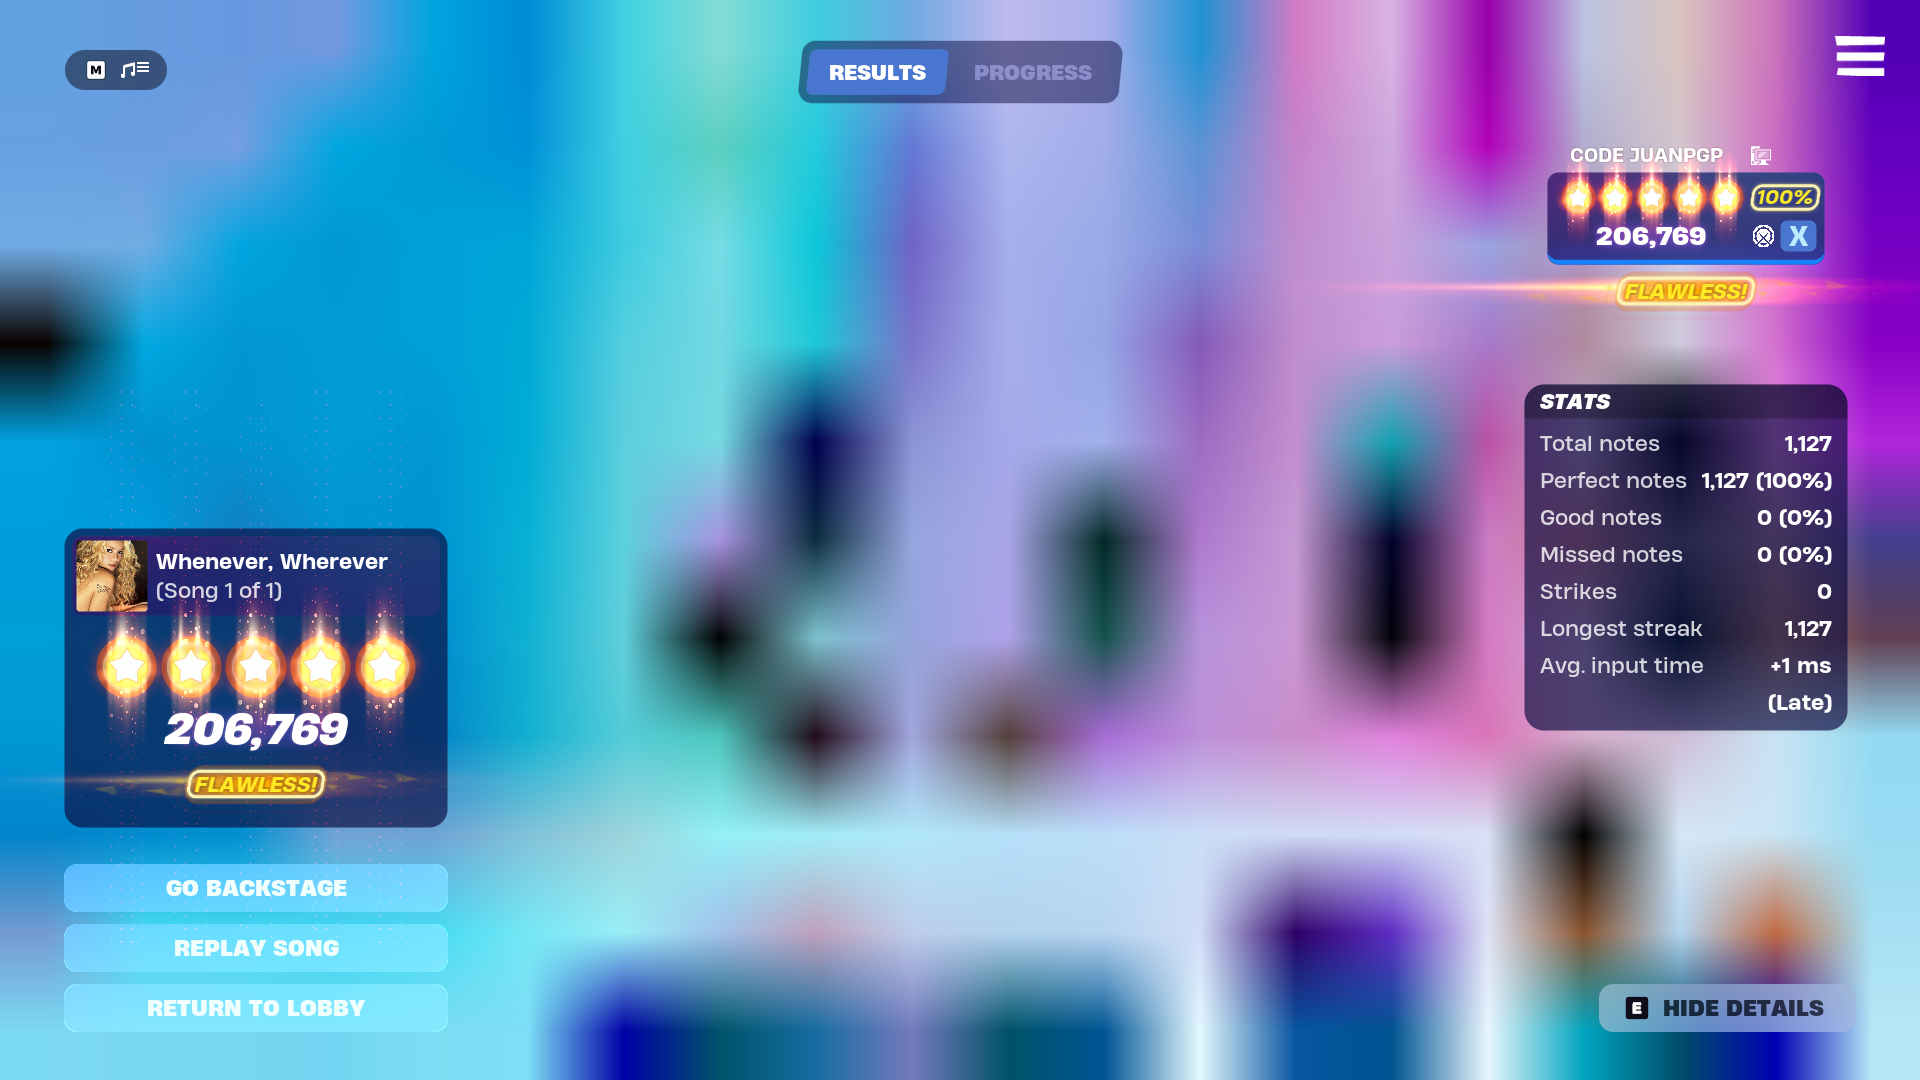 M
RESULTS
PROGRESS
CODE JUANPGP
100%
206,769
X
FLAWLESS!
STATS
Total notes 1,127
Perfect notes 1,127 (100%)
Good notes 0 (0%)
Missed notes 0 (0%)
Strikes 0
Longest streak 1,127
Avg. input time +1 ms
(Late)
Whenever, Wherever
(Song 1 of 1)
206,769
FLAWLESS!
GO BACKSTAGE
REPLAY SONG
RETURN TO LOBBY
E HIDE DETAILS